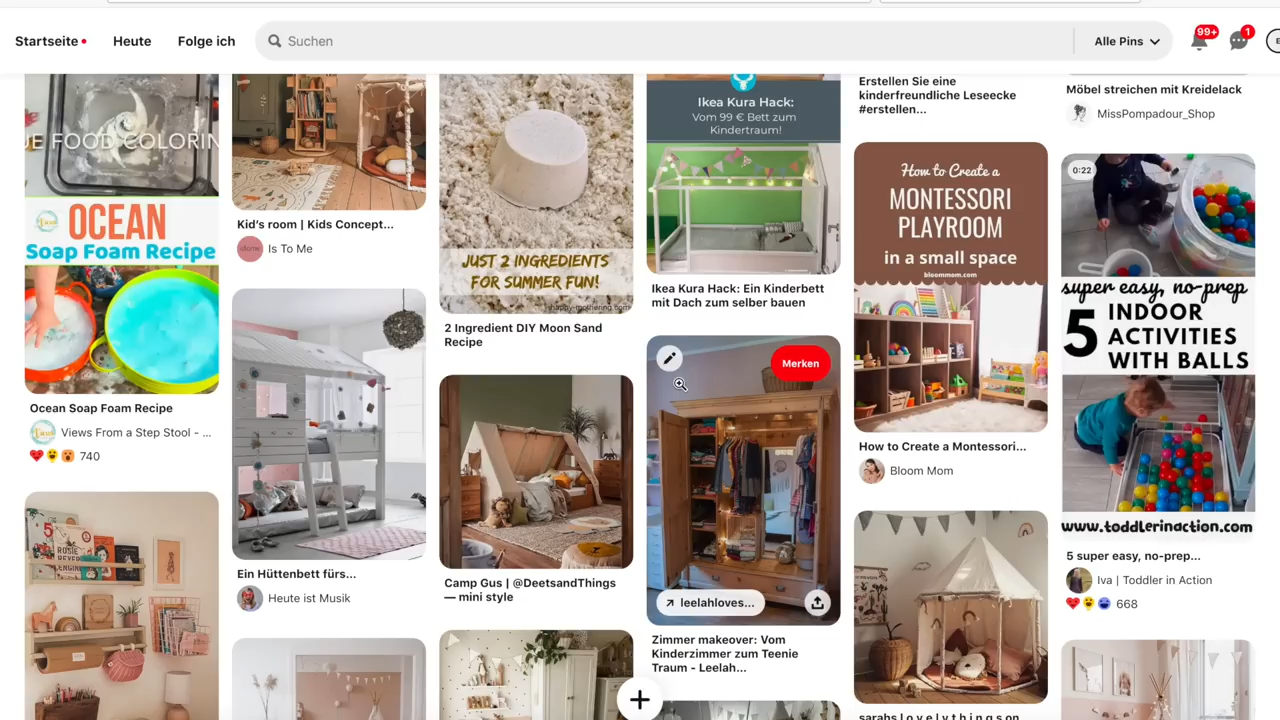 Startseite
Heute
Folge ich
Suchen
Alle Pins
99+
1
E
UE FOOD COLORIN
OCEAN
Soap Foam Recipe
Ocean Soap Foam Recipe
Views From a Step Stool - ...
740
Kid's room | Kids Concept...
Is To Me
Ein Hüttenbett fürs...
Heute ist Musik
JUST 2 INGREDIENTS
FOR SUMMER FUN!
happy-mothering.com
2 Ingredient DIY Moon Sand
Recipe
Camp Gus | @DeetsandThings
— mini style
Ikea Kura Hack:
Vom 99 € Bett zum
Kindertraum!
Ikea Kura Hack: Ein Kinderbett
mit Dach zum selber bauen
Merken
leelahloves...
Zimmer makeover: Vom
Kinderzimmer zum Teenie
Traum - Leelah...
Erstellen Sie eine
kinderfreundliche Leseecke
#erstellen...
How to Create a
MONTESSORI
PLAYROOM
in a small space
bloommom.com
How to Create a Montessori...
Bloom Mom
sarahs l o v e l y t h i n g s on
Möbel streichen mit Kreidelack
MissPompadour_Shop
0:22
super easy, no-prep
5 INDOOR
ACTIVITIES
WITH BALLS
www.toddlerinaction.com
5 super easy, no-prep...
Iva | Toddler in Action
668